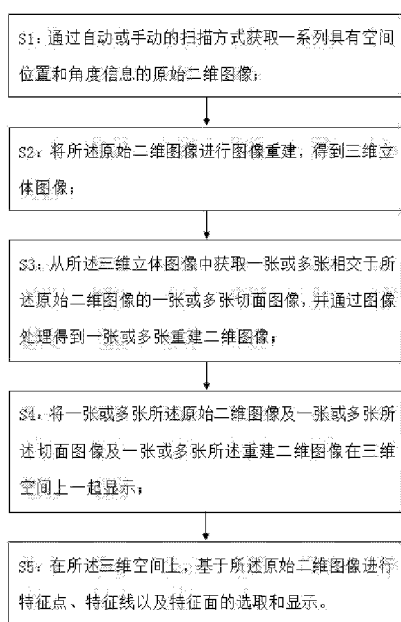 S1：通过自动或手动的扫描方式获取一系列具有空间
位置和角度信息的原始二维图像；
S2：将所述原始二维图像进行图像重建，得到三维立
体图像；
S3：从所述三维立体图像中获取一张或多张相交于所
述原始二维图像的一张或多张切面图像，并通过图像
处理得到一张或多张重建二维图像；
S4：将一张或多张所述原始二维图像及一张或多张所
述切面图像及一张或多张所述重建二维图像在三维
空间上一起显示；
S5：在所述三维空间上，基于所述原始二维图像进行
特征点、特征线以及特征面的选取和显示。